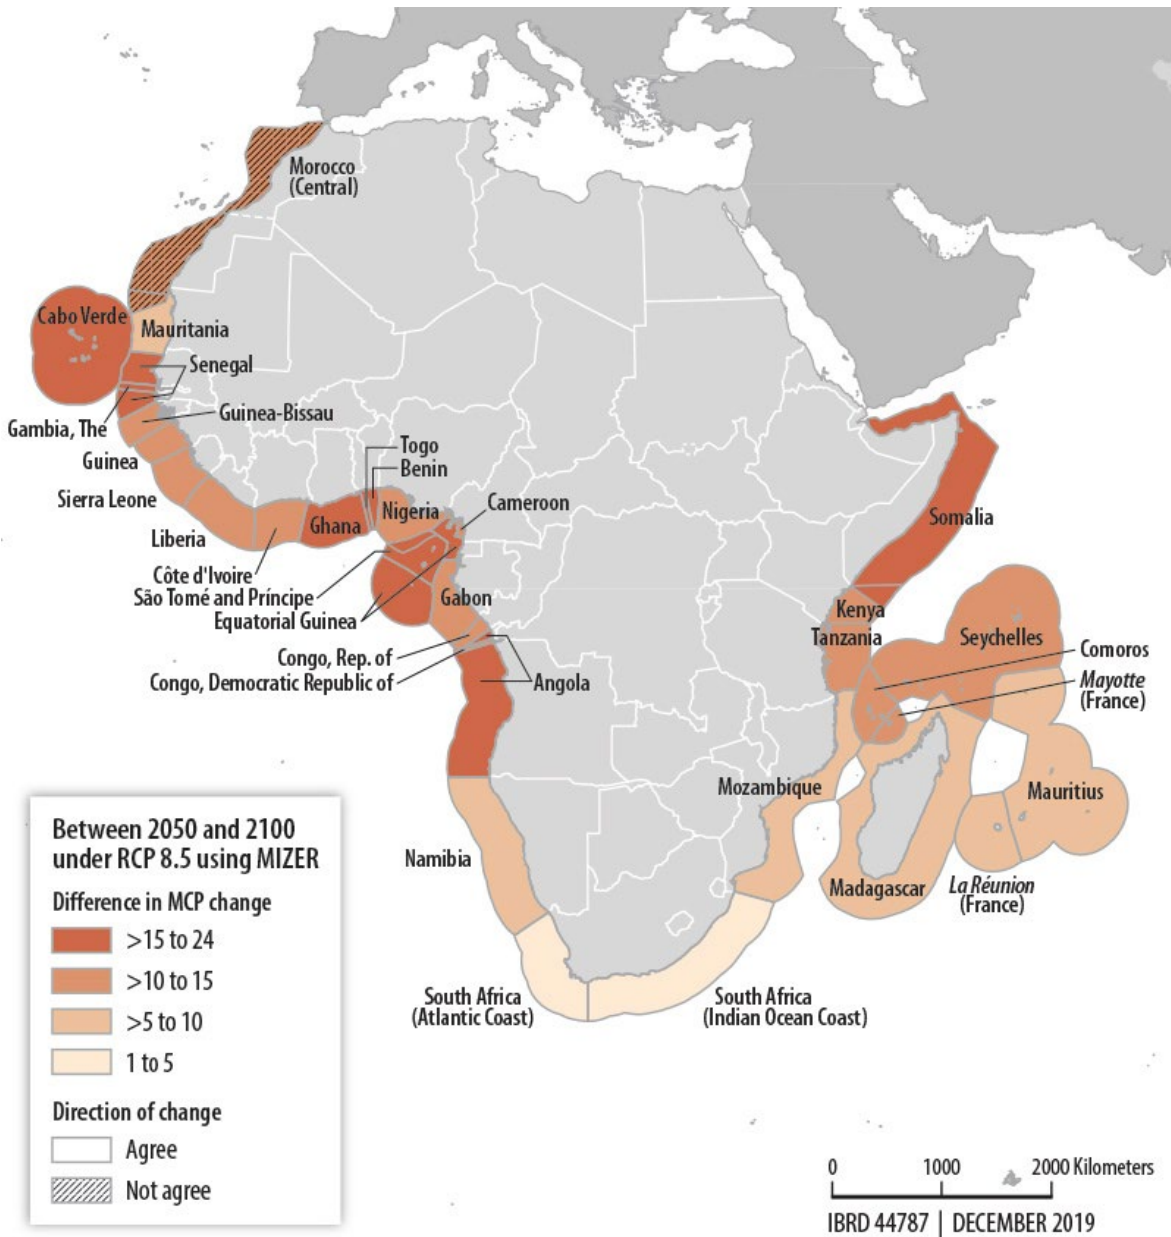 Morocco
(Central)
Cabo Verde
Mauritania
Senegal
Gambia, The
Guinea-Bissau
Guinea
Togo
Benin
Sierra Leone
Ghana
Nigeria
Cameroon
Liberia
Somalia
Côte d'Ivoire
São Tomé and Príncipe
Equatorial Guinea
Gabon
Kenya
Tanzania
Seychelles
Comoros
Congo, Rep. of
Congo, Democratic Republic of
Angola
Mayotte
(France)
Mozambique
Mauritius
Namibia
Madagascar
La Réunion
(France)
South Africa
(Atlantic Coast)
South Africa
(Indian Ocean Coast)
Between 2050 and 2100
under RCP 8.5 using MIZER
Difference in MCP change
>15 to 24
>10 to 15
>5 to 10
1 to 5
Direction of change
Agree
Not agree
0 1000 2000 Kilometers
IBRD 44787 | DECEMBER 2019